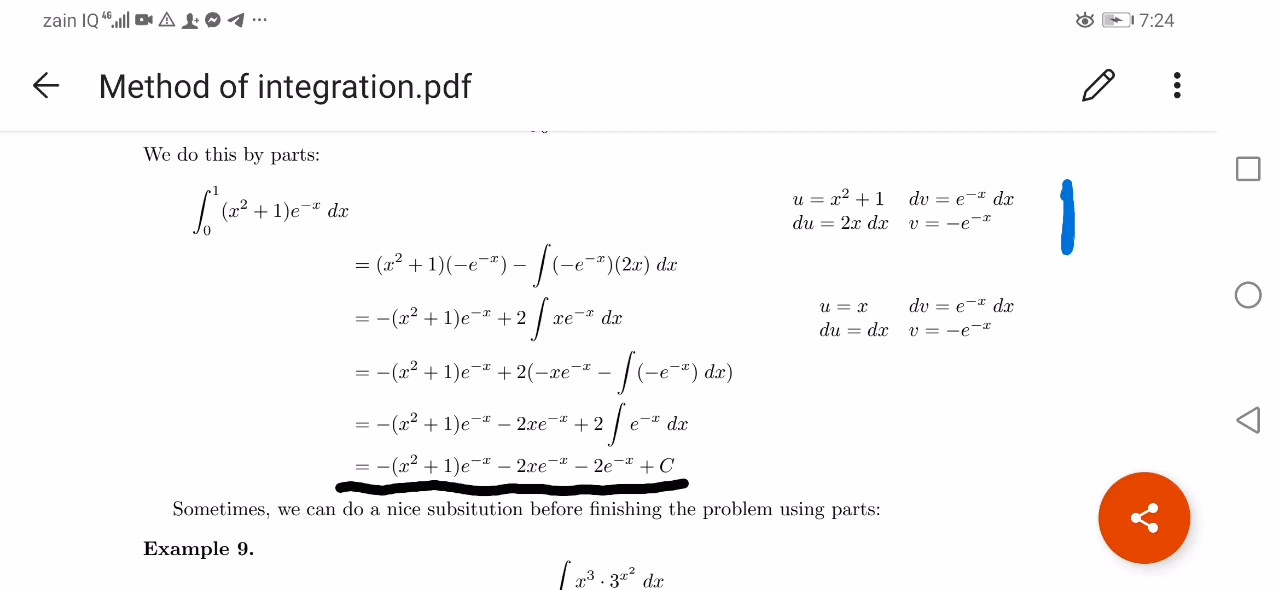 zain IQ 4G ... 7:24
Method of integration.pdf
We do this by parts:
∫₀¹ (x² + 1)e⁻ˣ dx u = x² + 1 dv = e⁻ˣ dx
du = 2x dx v = −e⁻ˣ
= (x² + 1)(−e⁻ˣ) − ∫(−e⁻ˣ)(2x) dx
= −(x² + 1)e⁻ˣ + 2 ∫ xe⁻ˣ dx u = x dv = e⁻ˣ dx
du = dx v = −e⁻ˣ
= −(x² + 1)e⁻ˣ + 2(−xe⁻ˣ − ∫(−e⁻ˣ) dx)
= −(x² + 1)e⁻ˣ − 2xe⁻ˣ + 2 ∫ e⁻ˣ dx
= −(x² + 1)e⁻ˣ − 2xe⁻ˣ − 2e⁻ˣ + C
Sometimes, we can do a nice subsitution before finishing the problem using parts:
Example 9.
∫ x³ · 3^(x²) dx